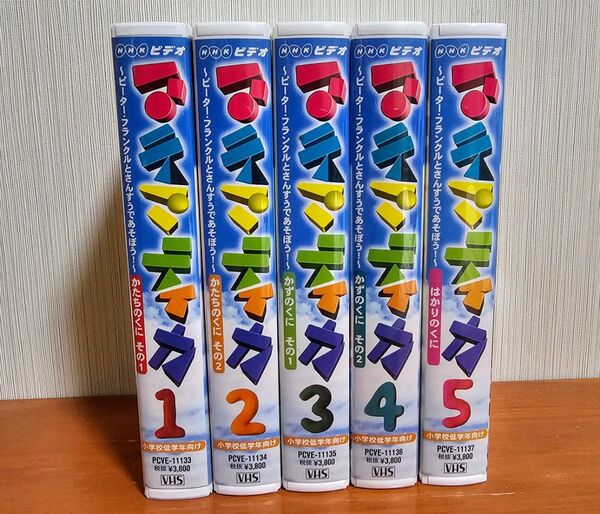 NHKビデオ
マテマティカ
～ピーター・フランクルとさんすうであそぼう!～
かたちのくに その1
1
小学校低学年向け
PCVE-11133
税抜 ¥3,800
VHS
NHKビデオ
マテマティカ
～ピーター・フランクルとさんすうであそぼう!～
かたちのくに その2
2
小学校低学年向け
PCVE-11134
税抜 ¥3,800
VHS
NHKビデオ
マテマティカ
～ピーター・フランクルとさんすうであそぼう!～
かずのくに その1
3
小学校低学年向け
PCVE-11135
税抜 ¥3,800
VHS
NHKビデオ
マテマティカ
～ピーター・フランクルとさんすうであそぼう!～
かずのくに その2
4
小学校低学年向け
PCVE-11136
税抜 ¥3,800
VHS
NHKビデオ
マテマティカ
～ピーター・フランクルとさんすうであそぼう!～
はかりのくに
5
小学校低学年向け
PCVE-11137
税抜 ¥3,800
VHS